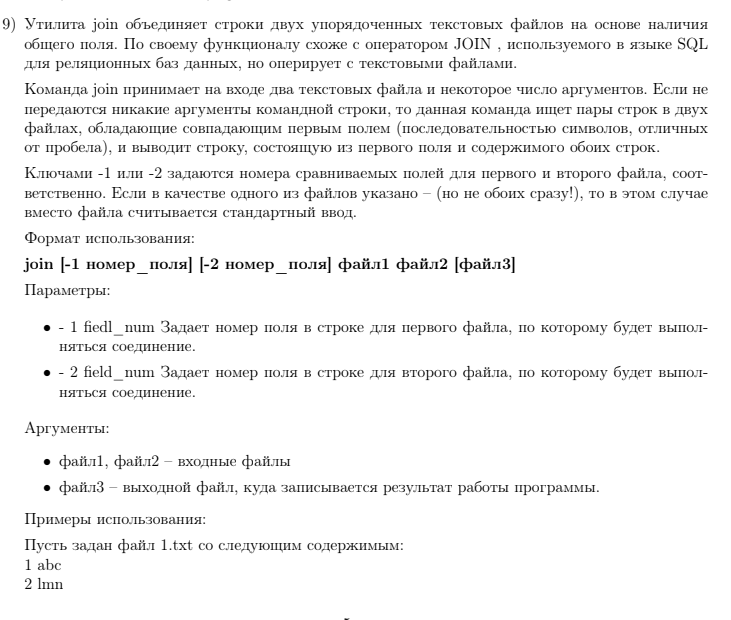 9) Утилита join объединяет строки двух упорядоченных текстовых файлов на основе наличия
общего поля. По своему функционалу схоже с оператором JOIN , используемого в языке SQL
для реляционных баз данных, но оперирует с текстовыми файлами.
Команда join принимает на входе два текстовых файла и некоторое число аргументов. Если не
передаются никакие аргументы командной строки, то данная команда ищет пары строк в двух
файлах, обладающие совпадающим первым полем (последовательностью символов, отличных
от пробела), и выводит строку, состоящую из первого поля и содержимого обоих строк.
Ключами -1 или -2 задаются номера сравниваемых полей для первого и второго файла, соот-
ветственно. Если в качестве одного из файлов указано – (но не обоих сразу!), то в этом случае
вместо файла считывается стандартный ввод.
Формат использования:
join [-1 номер_поля] [-2 номер_поля] файл1 файл2 [файл3]
Параметры:
• - 1 fiedl_num Задает номер поля в строке для первого файла, по которому будет выпол-
няться соединение.
• - 2 field_num Задает номер поля в строке для второго файла, по которому будет выпол-
няться соединение.
Аргументы:
• файл1, файл2 – входные файлы
• файл3 – выходной файл, куда записывается результат работы программы.
Примеры использования:
Пусть задан файл 1.txt со следующим содержимым:
1 abc
2 lmn